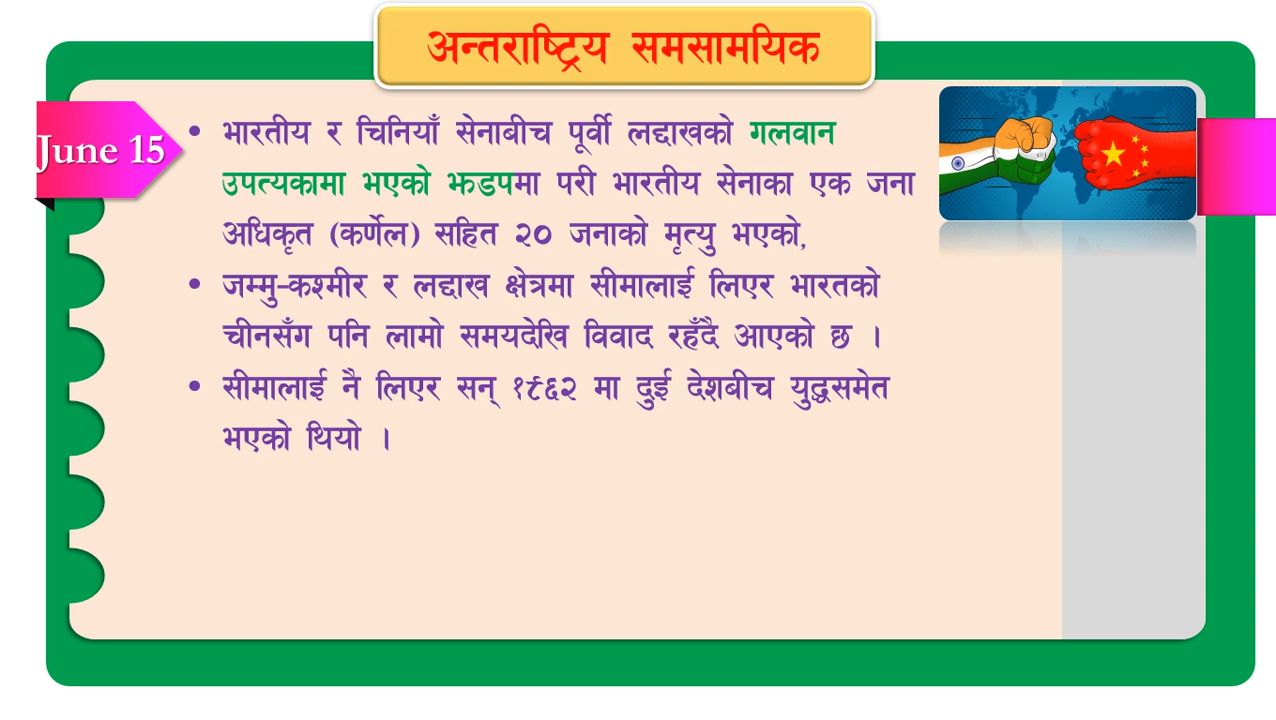 अन्तराष्ट्रिय समसामयिक
June 15
• भारतीय र चिनियाँ सेनाबीच पूर्वी लद्दाखको गलवान
उपत्यकामा भएको झडपमा परी भारतीय सेनाका एक जना
अधिकृत (कर्णेल) सहित २० जनाको मृत्यु भएको,
• जम्मु-कश्मीर र लद्दाख क्षेत्रमा सीमालाई लिएर भारतको
चीनसँग पनि लामो समयदेखि विवाद रहँदै आएको छ ।
• सीमालाई नै लिएर सन् १९६२ मा दुई देशबीच युद्धसमेत
भएको थियो ।